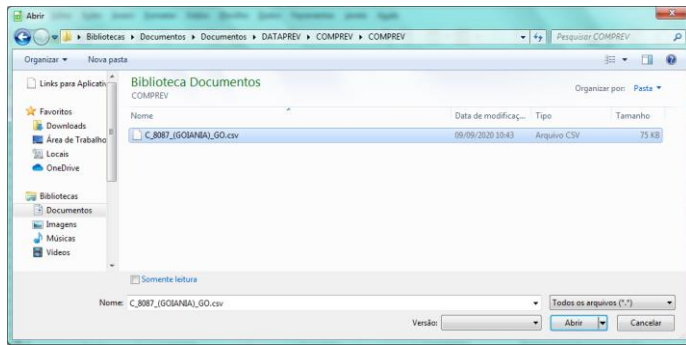 Abrir
Bibliotecas ▸ Documentos ▸ Documentos ▸ DATAPREV ▸ COMPREV ▸ COMPREV
Pesquisar COMPREV
Organizar
Nova pasta
Links para Aplicativ
Favoritos
Downloads
Área de Trabalho
Locais
OneDrive
Bibliotecas
Documentos
Imagens
Músicas
Vídeos
Biblioteca Documentos
COMPREV
Organizar por: Pasta
Nome Data de modificaç... Tipo Tamanho
C_8087_(GOIANIA)_GO.csv 09/09/2020 10:43 Arquivo CSV 75 KB
Somente leitura
Nome: C_8087_(GOIANIA)_GO.csv Todos os arquivos (*.*)
Versão: Abrir Cancelar